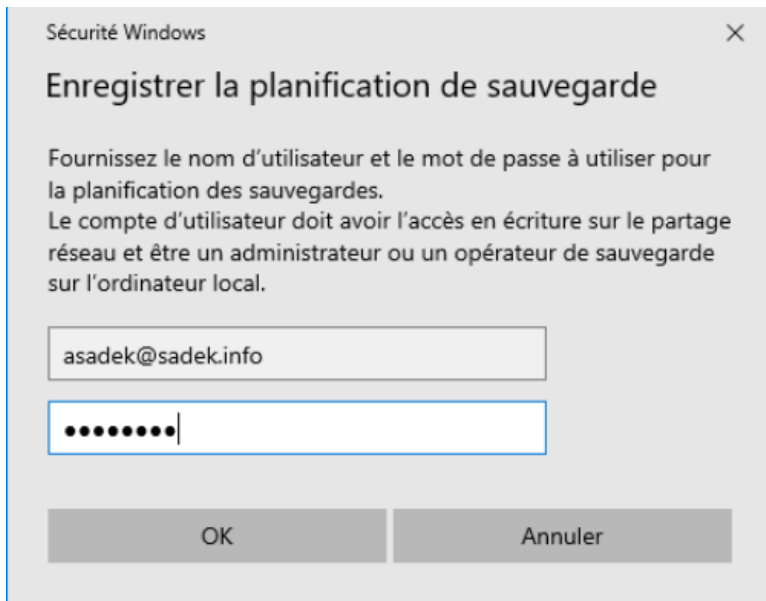 Sécurité Windows
Enregistrer la planification de sauvegarde
Fournissez le nom d’utilisateur et le mot de passe à utiliser pour
la planification des sauvegardes.
Le compte d’utilisateur doit avoir l’accès en écriture sur le partage
réseau et être un administrateur ou un opérateur de sauvegarde
sur l’ordinateur local.
asadek@sadek.info
●●●●●●●●
OK Annuler